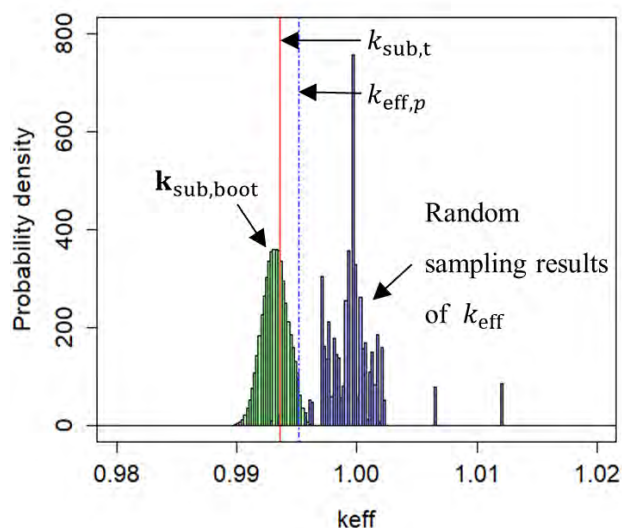 800
600
400
200
0
Probability density
k_sub,t
k_eff,p
k_sub,boot
Random
sampling results
of k_eff
0.98
0.99
1.00
1.01
1.02
keff